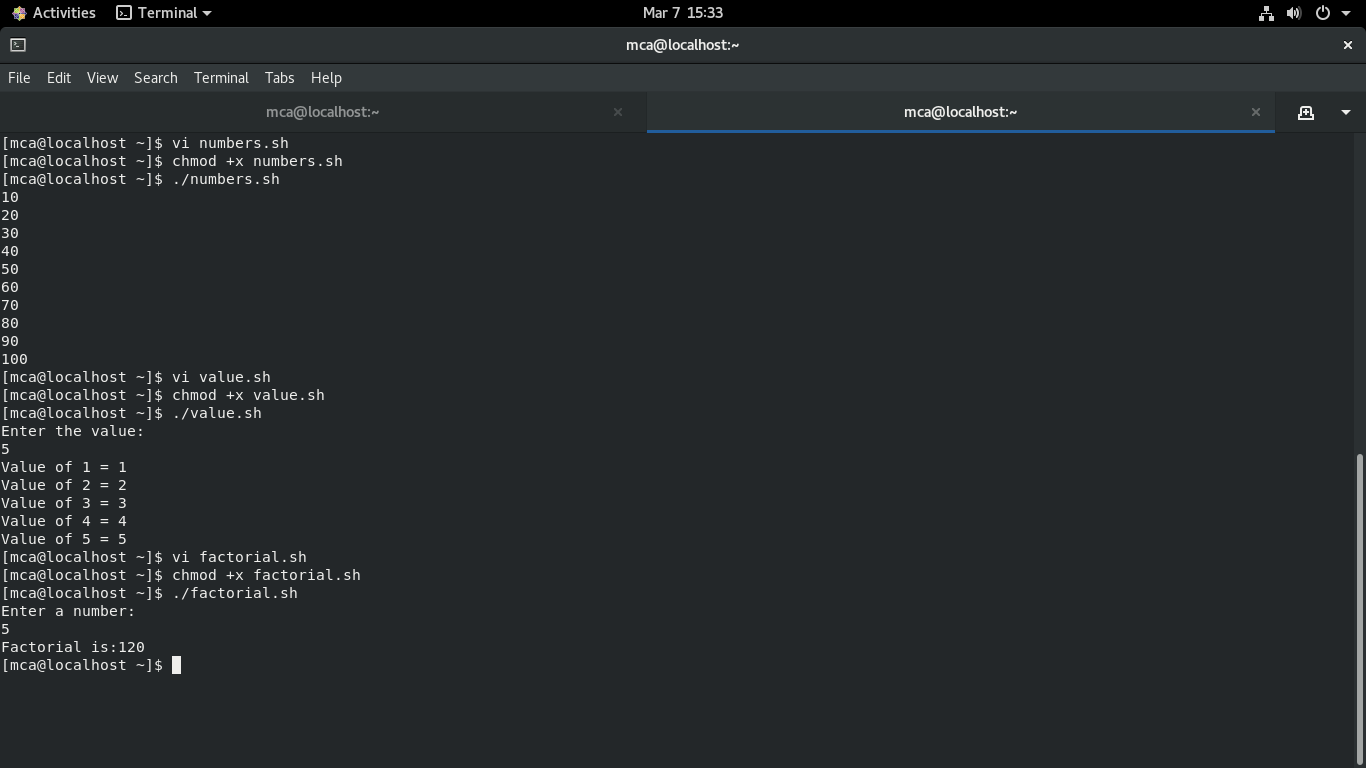 Activities Terminal Mar 7 15:33
mca@localhost:~
File Edit View Search Terminal Tabs Help
mca@localhost:~ mca@localhost:~
[mca@localhost ~]$ vi numbers.sh
[mca@localhost ~]$ chmod +x numbers.sh
[mca@localhost ~]$ ./numbers.sh
10
20
30
40
50
60
70
80
90
100
[mca@localhost ~]$ vi value.sh
[mca@localhost ~]$ chmod +x value.sh
[mca@localhost ~]$ ./value.sh
Enter the value:
5
Value of 1 = 1
Value of 2 = 2
Value of 3 = 3
Value of 4 = 4
Value of 5 = 5
[mca@localhost ~]$ vi factorial.sh
[mca@localhost ~]$ chmod +x factorial.sh
[mca@localhost ~]$ ./factorial.sh
Enter a number:
5
Factorial is:120
[mca@localhost ~]$